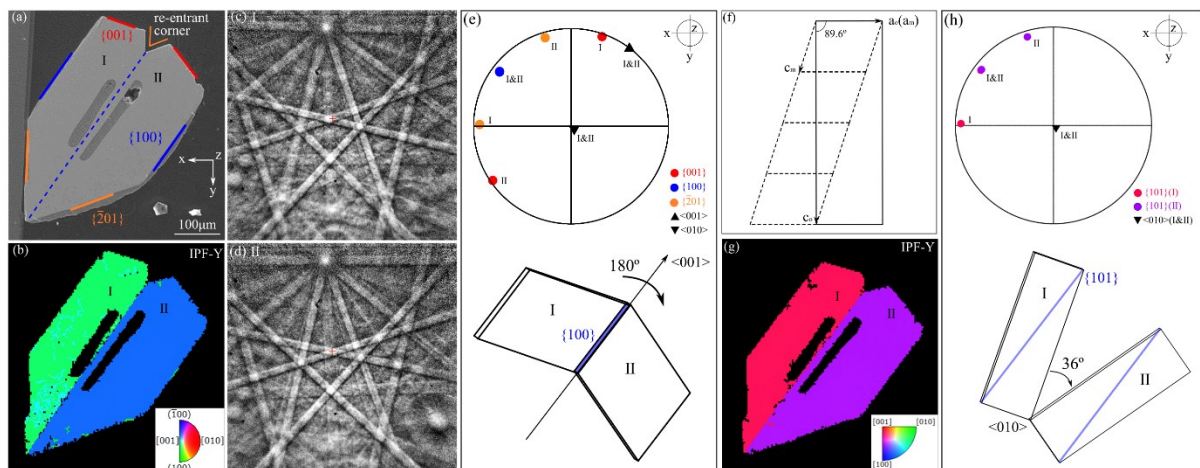 (a)
{001}
re-entrant
corner
I
II
{100}
x
z
y
{2̄01}
100μm
(b)
IPF-Y
I
II
(1̄00)
[001]
[010]
(100)
(c) I
(d) II
(e)
x
z
y
II
I
I&II
I&II
I
I&II
II
{001}
{100}
{2̄01}
<001>
<010>
180°
<001>
I
{100}
II
(f)
aₒ(aₘ)
89.6°
cₘ
cₒ
(g)
IPF-Y
I
II
[001]
[010]
[100]
(h)
x
z
y
II
I&II
I
I&II
{101}(I)
{101}(II)
<010>(I&II)
I
{101}
36°
II
<010>